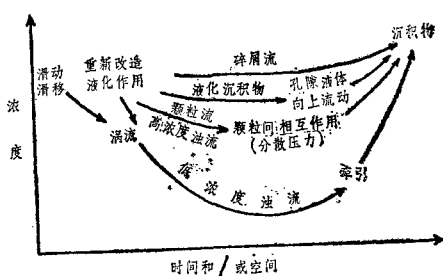 沉积物
碎屑流
滑动
滑移
重新改造
液化作用
液化沉积物
孔隙液体
向上流动
颗粒流
高浓度浊流
颗粒间相互作用
(分散压力)
涡流
低浓度浊流
浓度
时间和/或空间